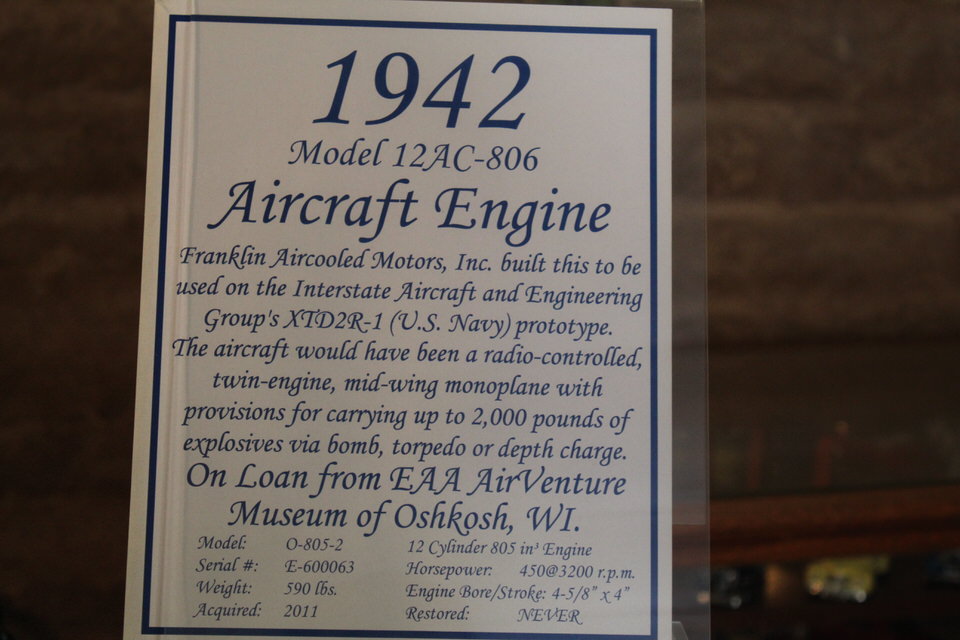 1942
Model 12AC-806
Aircraft Engine
Franklin Aircooled Motors, Inc. built this to be
used on the Interstate Aircraft and Engineering
Group's XTD2R-1 (U.S. Navy) prototype.
The aircraft would have been a radio-controlled,
twin-engine, mid-wing monoplane with
provisions for carrying up to 2,000 pounds of
explosives via bomb, torpedo or depth charge.
On Loan from EAA AirVenture
Museum of Oshkosh, WI.
Model: O-805-2 12 Cylinder 805 in³ Engine
Serial #: E-600063 Horsepower: 450@3200 r.p.m.
Weight: 590 lbs. Engine Bore/Stroke: 4-5/8" x 4"
Acquired: 2011 Restored: NEVER